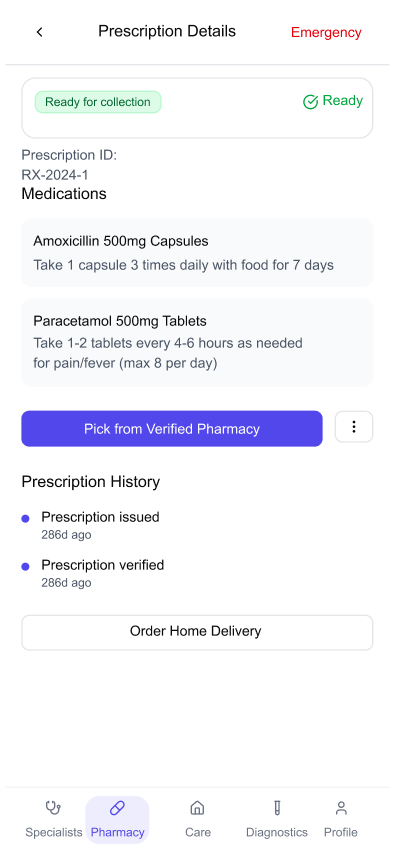 Prescription Details
Emergency
Ready for collection
Ready
Prescription ID:
RX-2024-1
Medications
Amoxicillin 500mg Capsules
Take 1 capsule 3 times daily with food for 7 days
Paracetamol 500mg Tablets
Take 1-2 tablets every 4-6 hours as needed
for pain/fever (max 8 per day)
Pick from Verified Pharmacy
Prescription History
Prescription issued
286d ago
Prescription verified
286d ago
Order Home Delivery
Specialists
Pharmacy
Care
Diagnostics
Profile